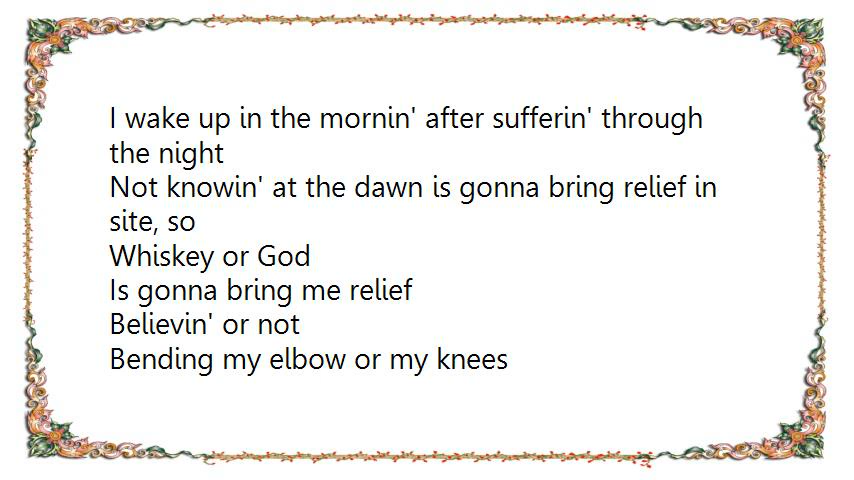 I wake up in the mornin' after sufferin' through
the night
Not knowin' at the dawn is gonna bring relief in
site, so
Whiskey or God
Is gonna bring me relief
Believin' or not
Bending my elbow or my knees